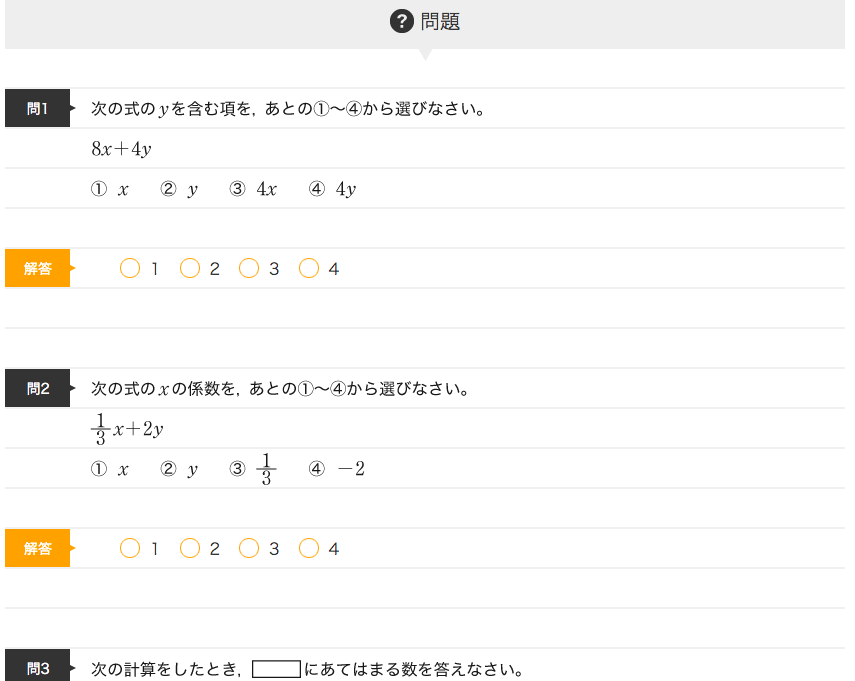 ? 問題
問1 次の式のyを含む項を, あとの①～④から選びなさい。
8x+4y
① x ② y ③ 4x ④ 4y
解答 1 2 3 4
問2 次の式のxの係数を, あとの①～④から選びなさい。
1/3 x+2y
① x ② y ③ 1/3 ④ −2
解答 1 2 3 4
問3 次の計算をしたとき, にあてはまる数を答えなさい。